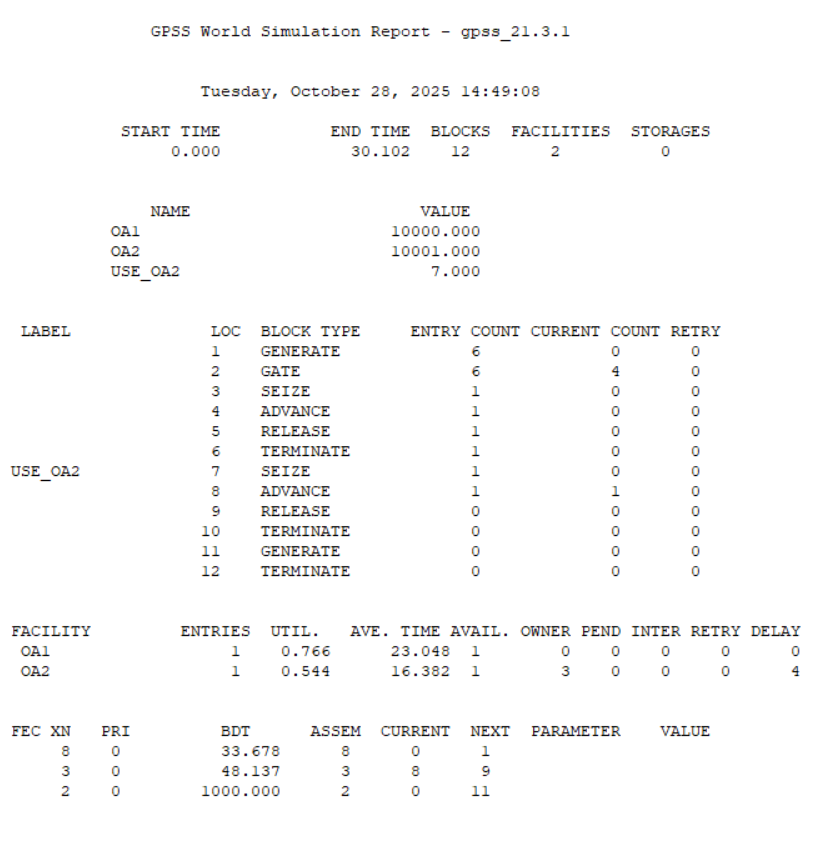 GPSS World Simulation Report - gpss_21.3.1
Tuesday, October 28, 2025 14:49:08
START TIME END TIME BLOCKS FACILITIES STORAGES
0.000 30.102 12 2 0
NAME VALUE
OA1 10000.000
OA2 10001.000
USE_OA2 7.000
LABEL LOC BLOCK TYPE ENTRY COUNT CURRENT COUNT RETRY
1 GENERATE 6 0 0
2 GATE 6 4 0
3 SEIZE 1 0 0
4 ADVANCE 1 0 0
5 RELEASE 1 0 0
6 TERMINATE 1 0 0
USE_OA2 7 SEIZE 1 0 0
8 ADVANCE 1 1 0
9 RELEASE 0 0 0
10 TERMINATE 0 0 0
11 GENERATE 0 0 0
12 TERMINATE 0 0 0
FACILITY ENTRIES UTIL. AVE. TIME AVAIL. OWNER PEND INTER RETRY DELAY
OA1 1 0.766 23.048 1 0 0 0 0 0
OA2 1 0.544 16.382 1 3 0 0 0 4
FEC XN PRI BDT ASSEM CURRENT NEXT PARAMETER VALUE
8 0 33.678 8 0 1
3 0 48.137 3 8 9
2 0 1000.000 2 0 11